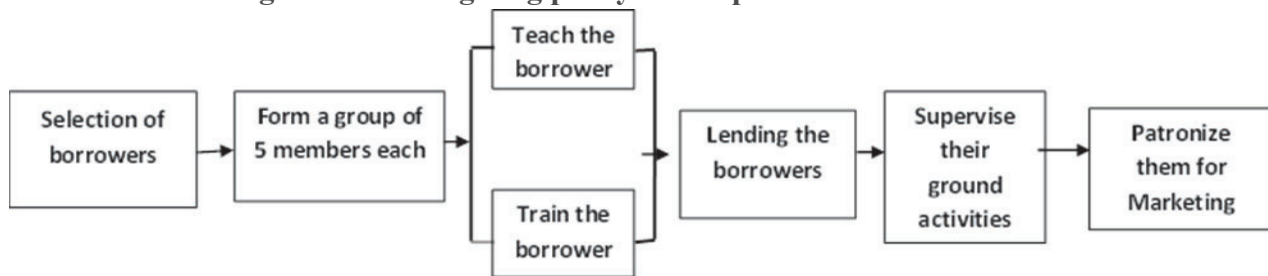 Teach the
borrower
Selection of
borrowers
Form a group of
5 members each
Train the
borrower
Lending the
borrowers
Supervise
their
ground
activities
Patronize
them for
Marketing